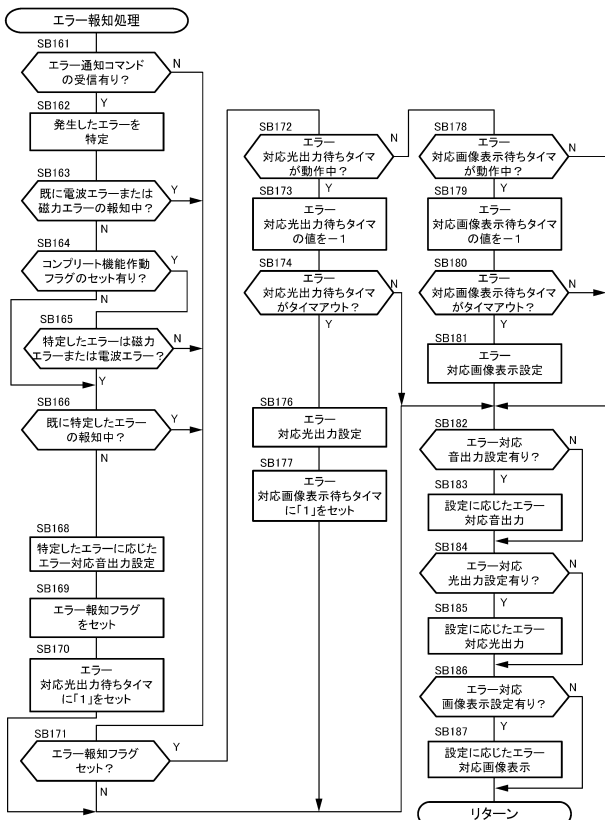 エラー報知処理
SB161
エラー通知コマンド
の受信有り？
N
Y
SB162
発生したエラーを
特定
SB163
既に電波エラーまたは
磁力エラーの報知中？
Y
N
SB164
コンプリート機能作動
フラグのセット有り？
Y
N
SB165
特定したエラーは磁力
エラーまたは電波エラー？
N
Y
SB166
既に特定したエラー
の報知中？
Y
N
SB168
特定したエラーに応じた
エラー対応音出力設定
SB169
エラー報知フラグ
をセット
SB170
エラー
対応光出力待ちタイマ
に「１」をセット
SB171
エラー報知フラグ
セット？
Y
N
SB172
エラー
対応光出力待ちタイマ
が動作中？
N
Y
SB173
エラー
対応光出力待ちタイマ
の値を－１
SB174
エラー
対応光出力待ちタイマ
がタイマアウト？
N
Y
SB176
エラー
対応光出力設定
SB177
エラー
対応画像表示待ちタイマ
に「１」をセット
SB178
エラー
対応画像表示待ちタイマ
が動作中？
N
Y
SB179
エラー
対応画像表示待ちタイマ
の値を－１
SB180
エラー
対応画像表示待ちタイマ
がタイマアウト？
N
Y
SB181
エラー
対応画像表示設定
SB182
エラー対応
音出力設定有り？
N
Y
SB183
設定に応じたエラー
対応音出力
SB184
エラー対応
光出力設定有り？
N
Y
SB185
設定に応じたエラー
対応光出力
SB186
エラー対応
画像表示設定有り？
N
Y
SB187
設定に応じたエラー
対応画像表示
リターン